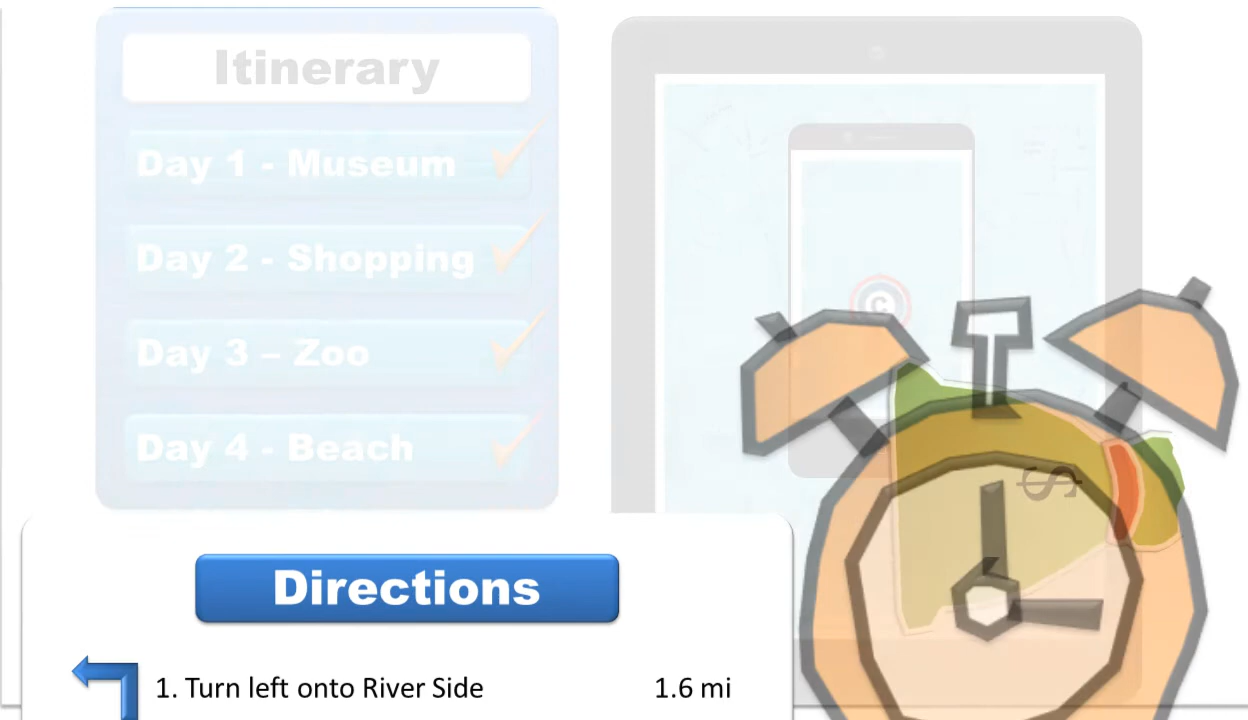 Itinerary
Day 1 - Museum
Day 2 - Shopping
Day 3 – Zoo
Day 4 - Beach
C
$
Directions
1. Turn left onto River Side 1.6 mi